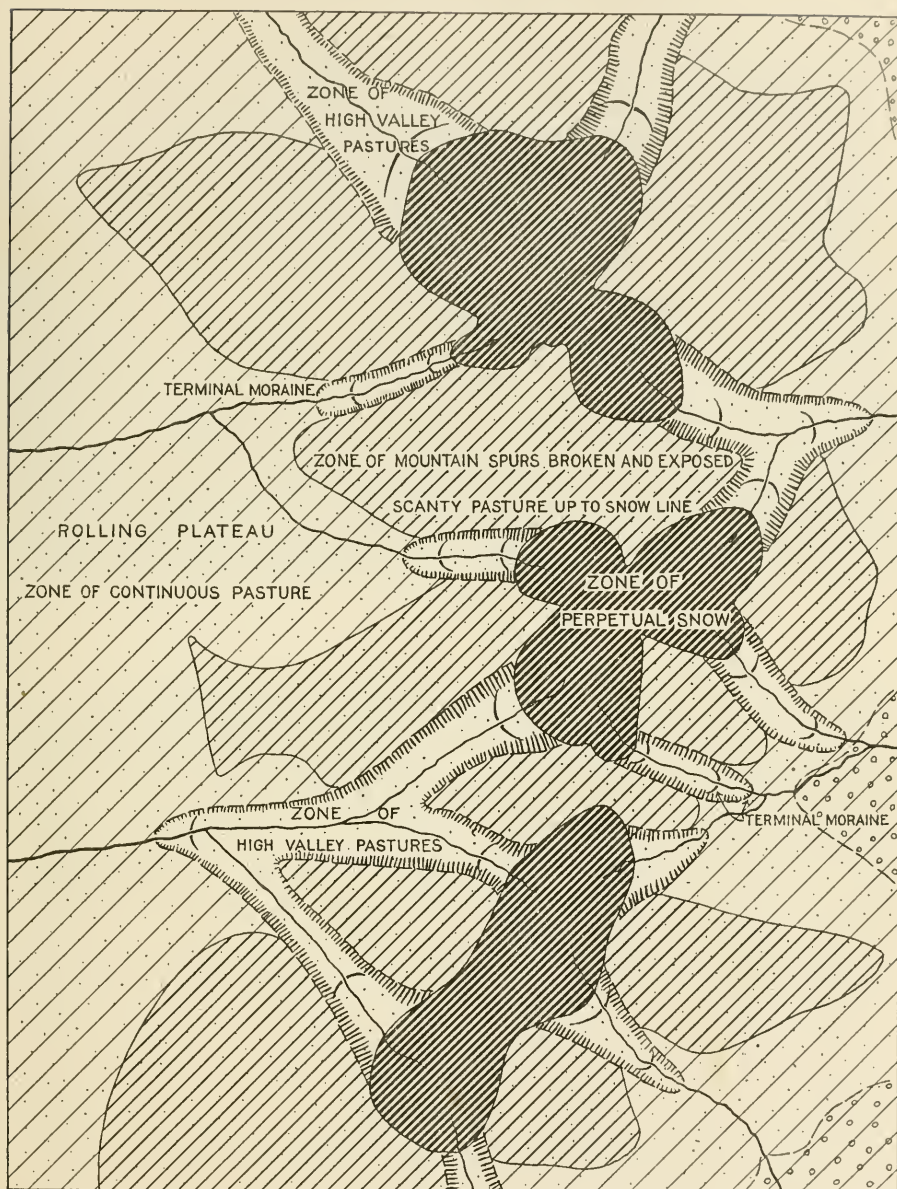 ZONE OF
HIGH VALLEY
PASTURES
TERMINAL MORAINE
ZONE OF MOUNTAIN SPURS BROKEN AND EXPOSED
SCANTY PASTURE UP TO SNOW LINE
ROLLING PLATEAU
ZONE OF CONTINUOUS PASTURE
ZONE OF
PERPETUAL SNOW
ZONE OF
HIGH VALLEY PASTURES
TERMINAL MORAINE